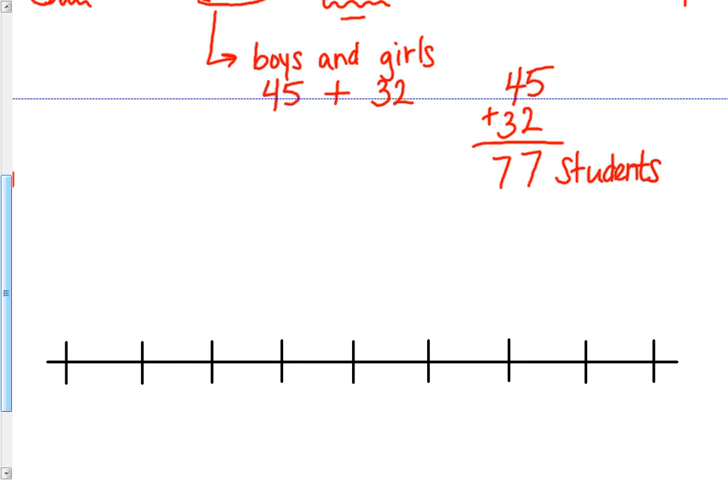 boys and girls
45 + 32
45
+32
77 students